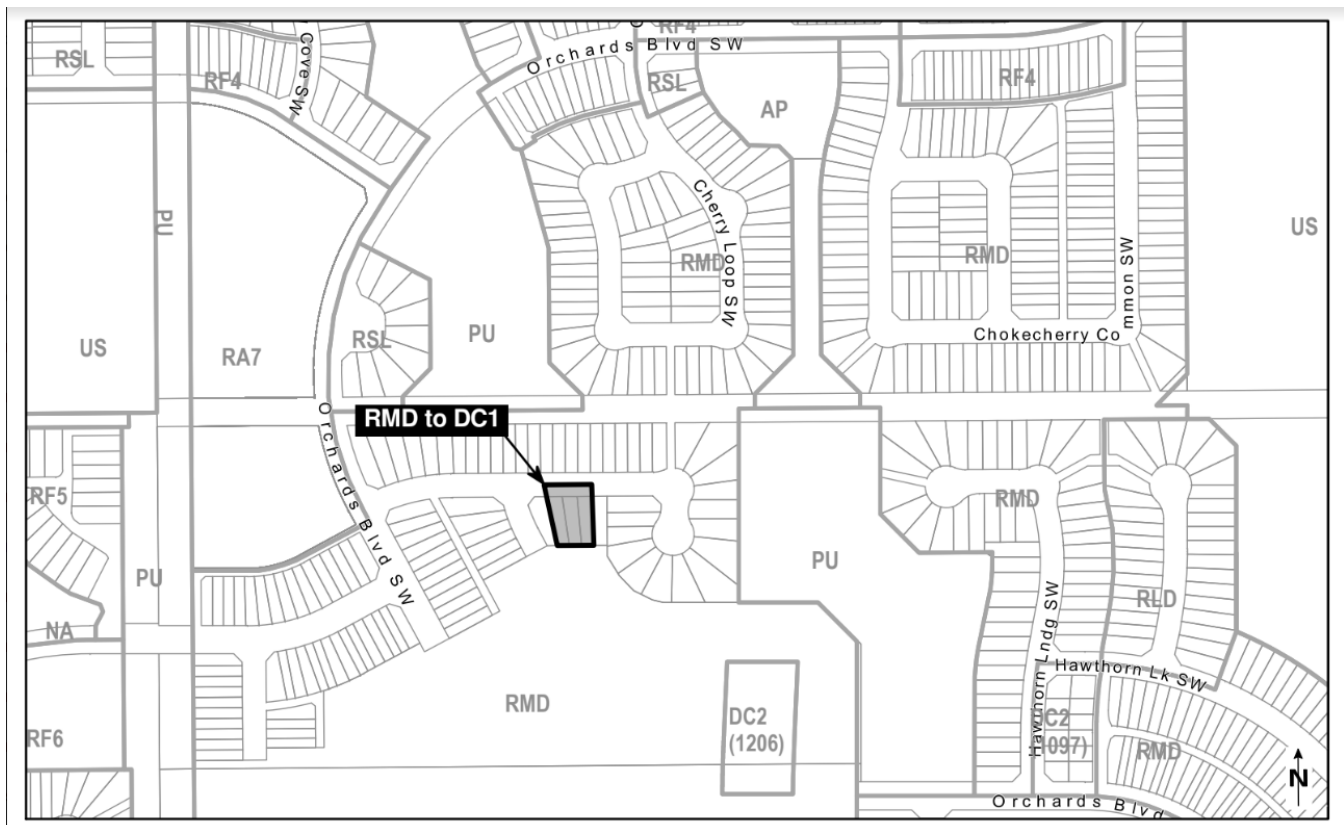 RF4
Orchards Blvd SW
RSL
Cove SW
RF4
RSL
RF4
AP
PU
Cherry Loop SW
US
RMD
RMD
mmon SW
Chokecherry Co
US
RA7
RSL
PU
RMD to DC1
Orchards Blvd SW
RF5
RMD
PU
PU
RLD
NA
Hawthorn Lndg SW
Hawthorn Lk SW
RMD
DC2
(1206)
DC2
(1097)
RF6
RMD
N
Orchards Blvd